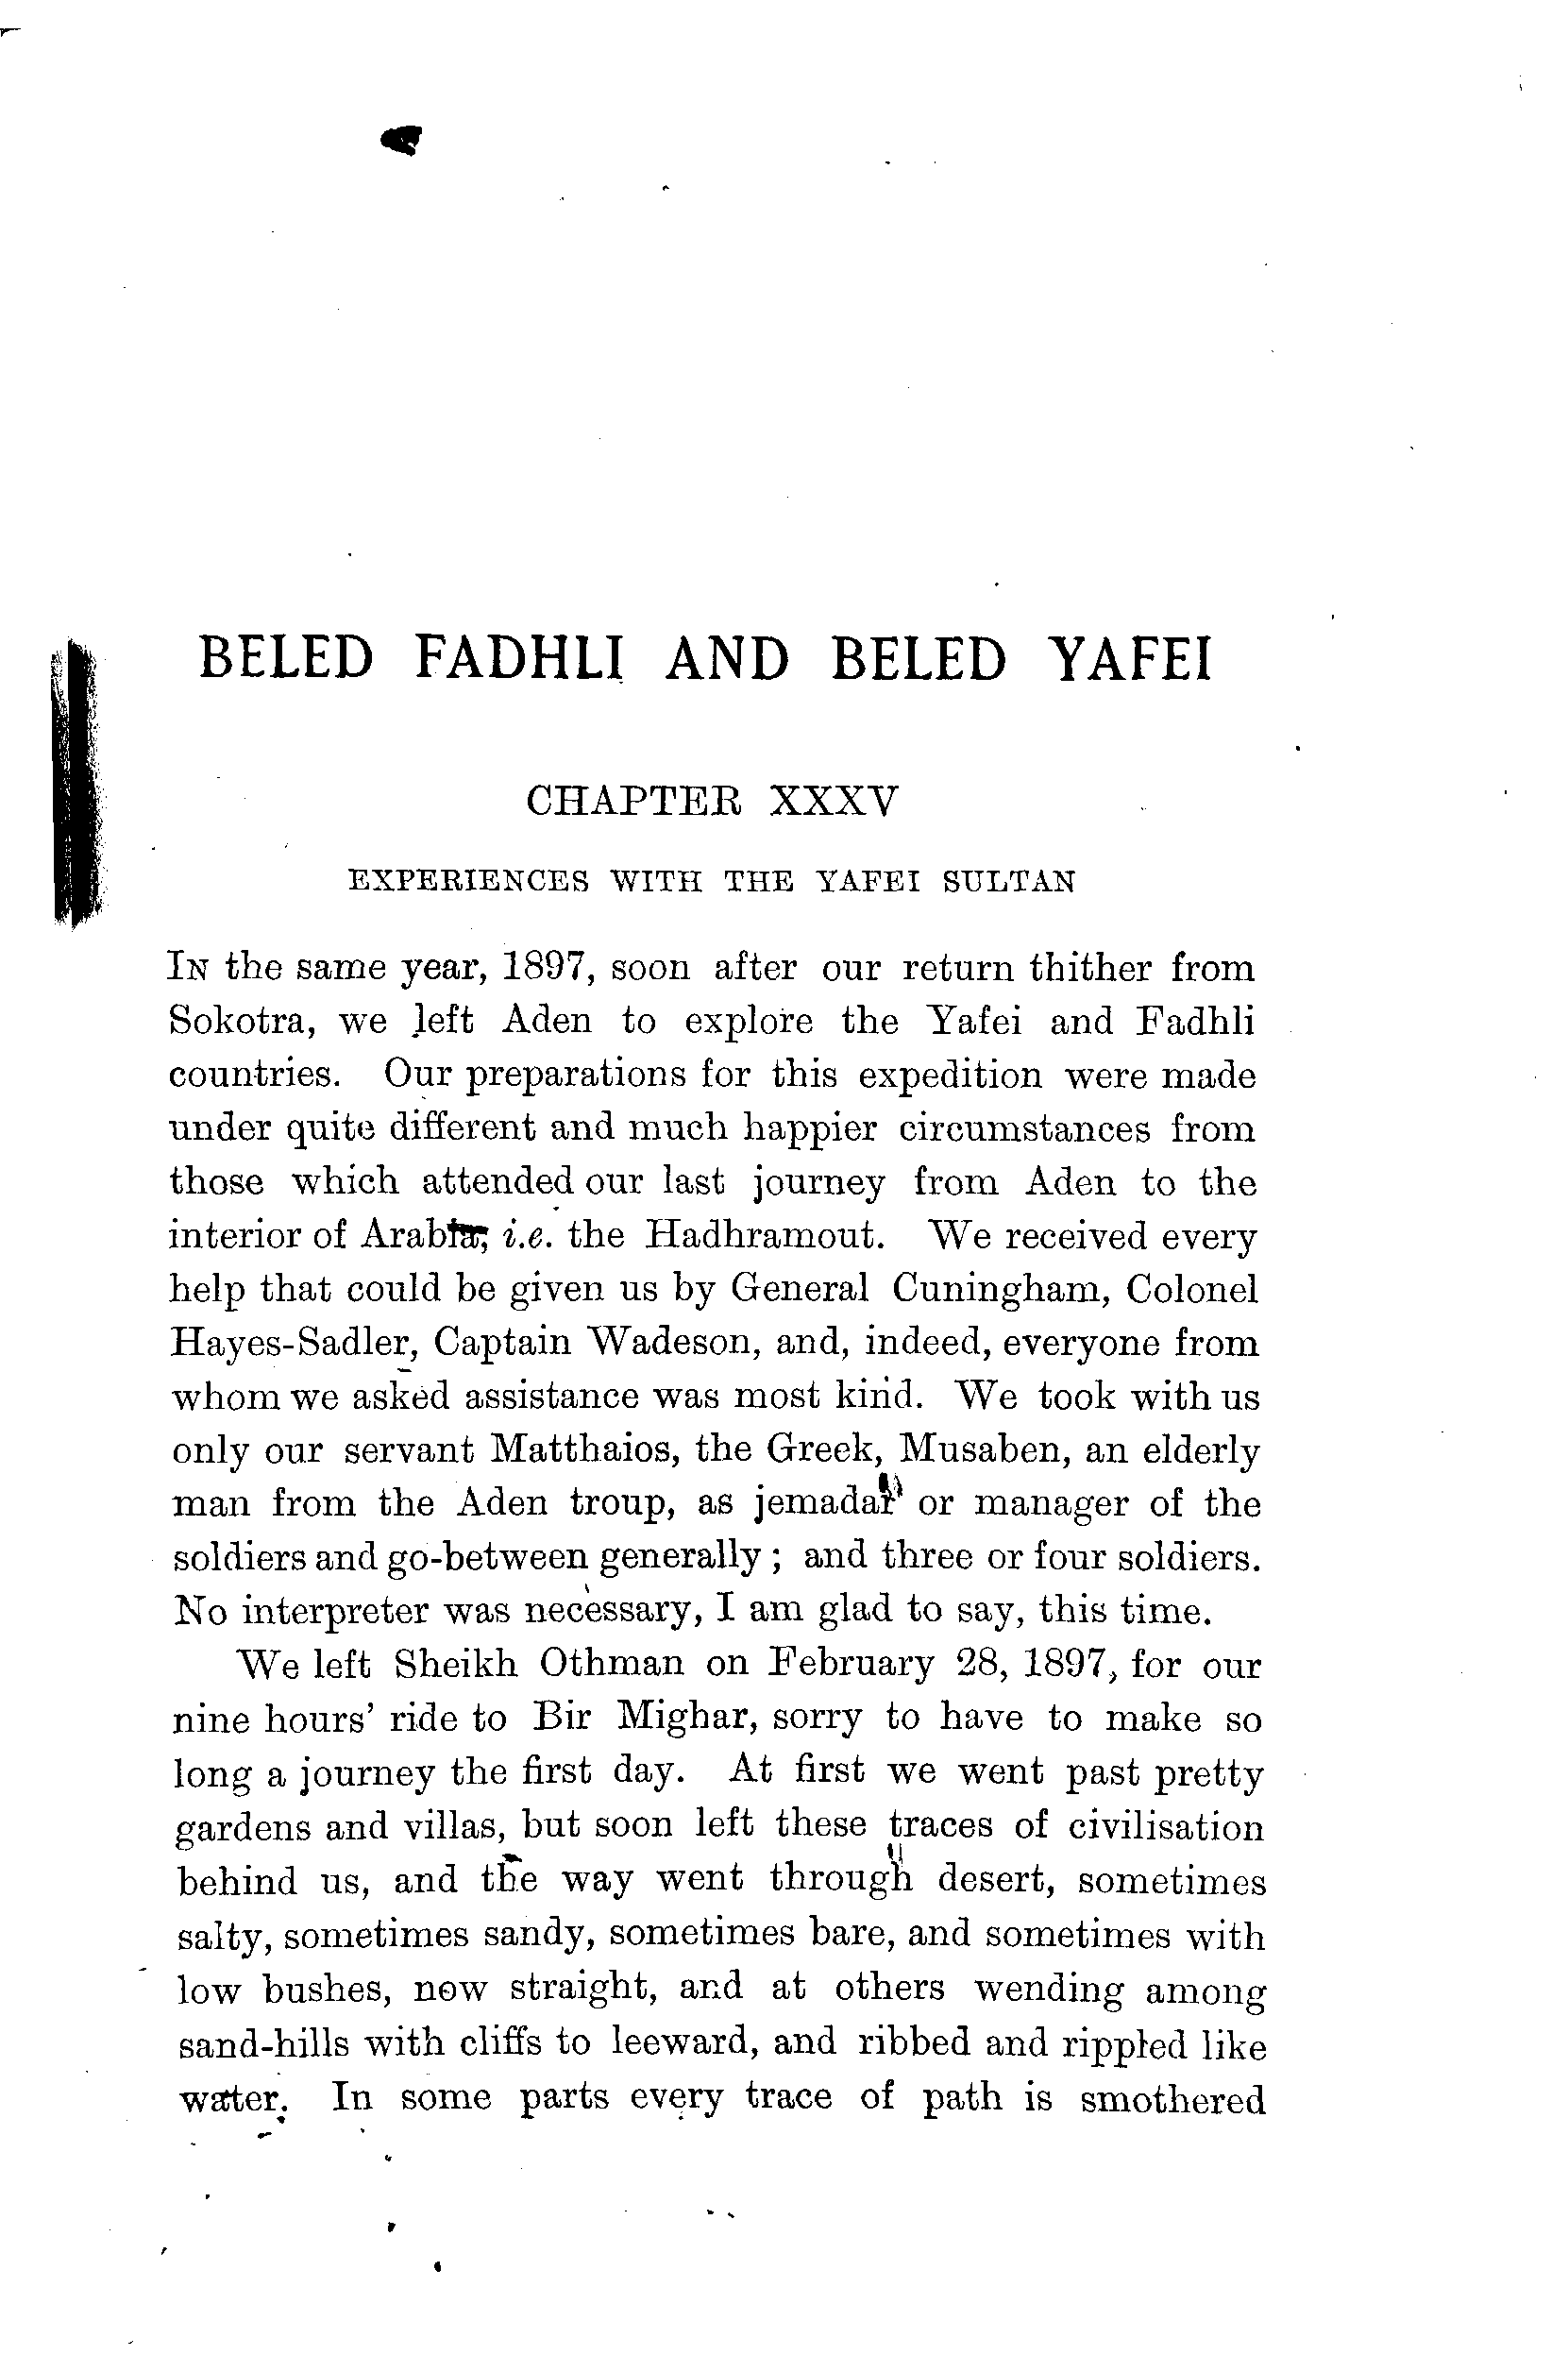 BELED FADHLI AND BELED YAFEI
CHAPTER XXXV
EXPERIENCES WITH THE YAFEI SULTAN
IN the same year, 1897, soon after our return thither from
Sokotra, we left Aden to explore the Yafei and Fadhli
countries. Our preparations for this expedition were made
under quite different and much happier circumstances from
those which attended our last journey from Aden to the
interior of Arabia, i.e. the Hadhramout. We received every
help that could be given us by General Cuningham, Colonel
Hayes-Sadler, Captain Wadeson, and, indeed, everyone from
whom we asked assistance was most kind. We took with us
only our servant Matthaios, the Greek, Musaben, an elderly
man from the Aden troup, as jemadar or manager of the
soldiers and go-between generally; and three or four soldiers.
No interpreter was necessary, I am glad to say, this time.
We left Sheikh Othman on February 28, 1897, for our
nine hours' ride to Bir Mighar, sorry to have to make so
long a journey the first day. At first we went past pretty
gardens and villas, but soon left these traces of civilisation
behind us, and the way went through desert, sometimes
salty, sometimes sandy, sometimes bare, and sometimes with
low bushes, now straight, and at others wending among
sand-hills with cliffs to leeward, and ribbed and rippled like
water. In some parts every trace of path is smothered